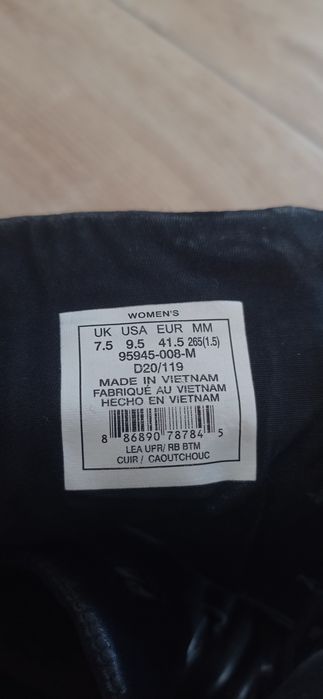 WOMEN'S
UK USA EUR MM
7.5 9.5 41.5 265(1.5)
95945-008-M
D20/119
MADE IN VIETNAM
FABRIQUÉ AU VIETNAM
HECHO EN VIETNAM
8 86890 78784 5
LEA UFR/ RB BTM
CUIR / CAOUTCHOUC